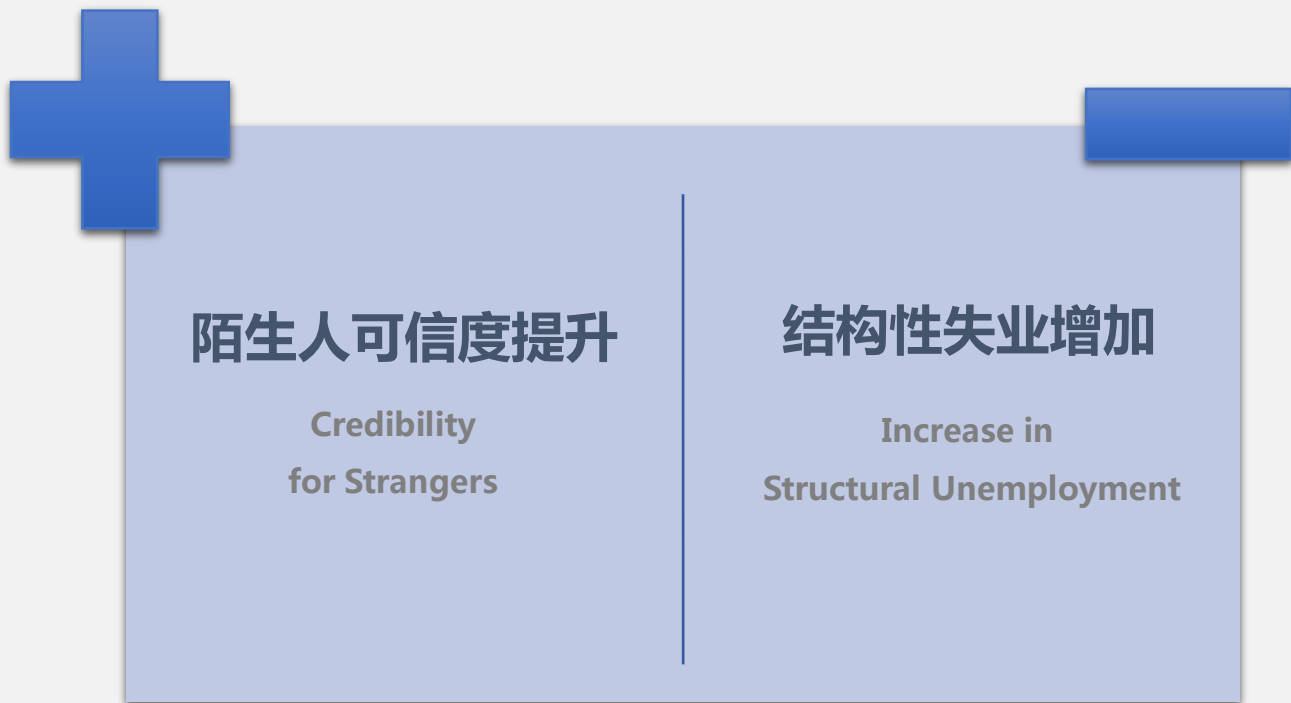 陌生人可信度提升
Credibility
for Strangers
结构性失业增加
Increase in
Structural Unemployment